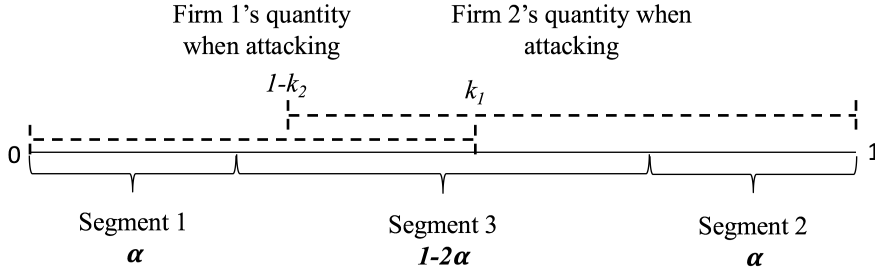 Firm 1’s quantity
when attacking
Firm 2’s quantity when
attacking
1-k₂
k₁
0
1
Segment 1
α
Segment 3
1-2α
Segment 2
α